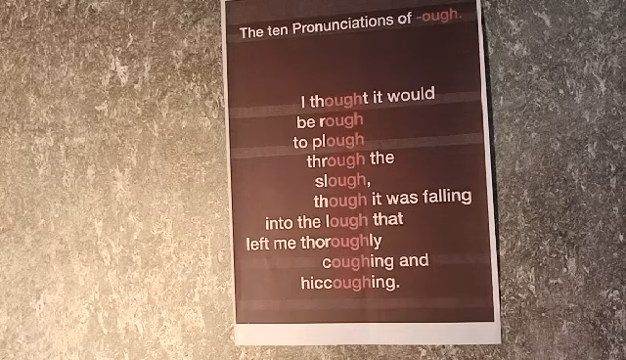 The ten Pronunciations of -ough.
I thought it would
be rough
to plough
through the
slough,
though it was falling
into the lough that
left me thoroughly
coughing and
hiccoughing.